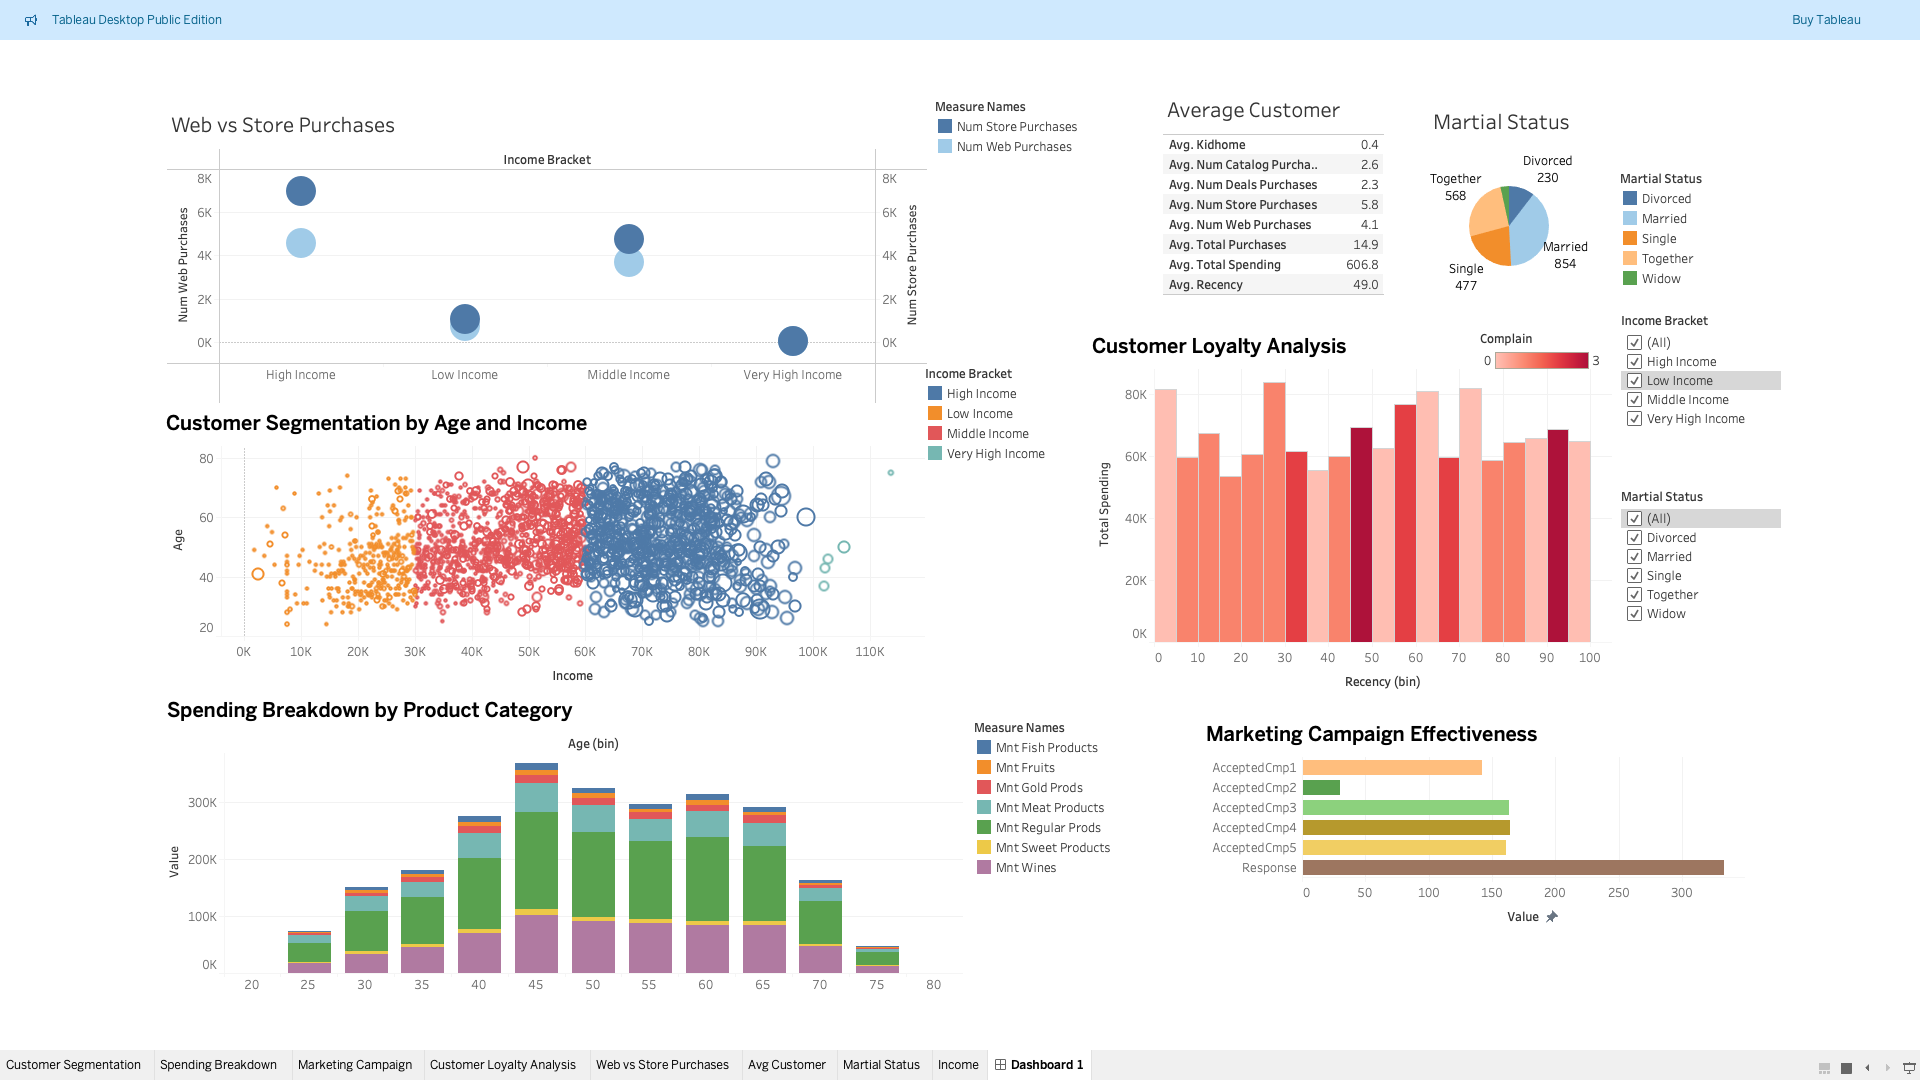 Tableau Desktop Public Edition
Buy Tableau
Web vs Store Purchases
Income Bracket
8K
6K
4K
2K
0K
Num Web Purchases
8K
6K
4K
2K
0K
Num Store Purchases
High Income
Low Income
Middle Income
Very High Income
Measure Names
Num Store Purchases
Num Web Purchases
Average Customer
Avg. Kidhome 0.4
Avg. Num Catalog Purcha.. 2.6
Avg. Num Deals Purchases 2.3
Avg. Num Store Purchases 5.8
Avg. Num Web Purchases 4.1
Avg. Total Purchases 14.9
Avg. Total Spending 606.8
Avg. Recency 49.0
Martial Status
Divorced
230
Together
568
Married
854
Single
477
Martial Status
Divorced
Married
Single
Together
Widow
Income Bracket
(All)
High Income
Low Income
Middle Income
Very High Income
Martial Status
(All)
Divorced
Married
Single
Together
Widow
Customer Segmentation by Age and Income
80
60
40
20
Age
0K 10K 20K 30K 40K 50K 60K 70K 80K 90K 100K 110K
Income
Income Bracket
High Income
Low Income
Middle Income
Very High Income
Customer Loyalty Analysis
Complain
0 3
80K
60K
40K
20K
0K
Total Spending
0 10 20 30 40 50 60 70 80 90 100
Recency (bin)
Spending Breakdown by Product Category
Age (bin)
300K
200K
100K
0K
Value
20 25 30 35 40 45 50 55 60 65 70 75 80
Measure Names
Mnt Fish Products
Mnt Fruits
Mnt Gold Prods
Mnt Meat Products
Mnt Regular Prods
Mnt Sweet Products
Mnt Wines
Marketing Campaign Effectiveness
AcceptedCmp1
AcceptedCmp2
AcceptedCmp3
AcceptedCmp4
AcceptedCmp5
Response
0 50 100 150 200 250 300
Value
Customer Segmentation
Spending Breakdown
Marketing Campaign
Customer Loyalty Analysis
Web vs Store Purchases
Avg Customer
Martial Status
Income
Dashboard 1